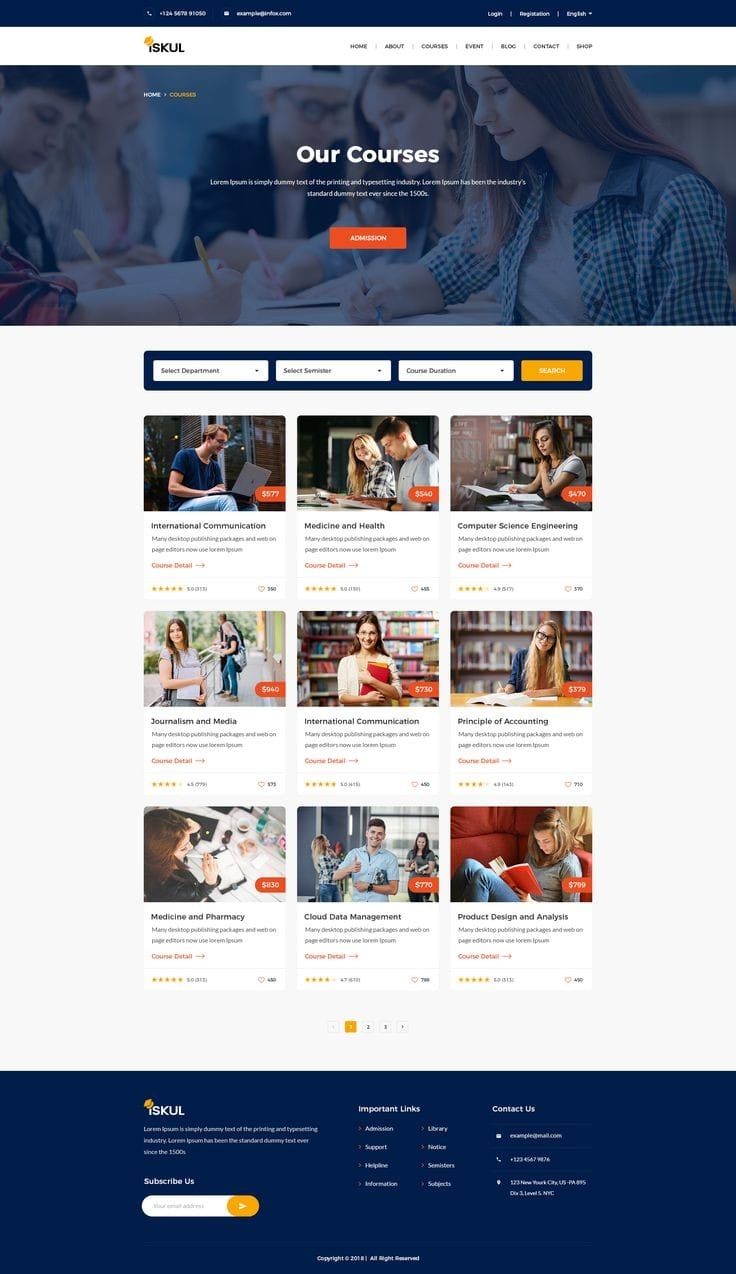 +124 5678 91050
example@infox.com
Login | Registation | English
iSKUL
HOME | ABOUT | COURSES | EVENT | BLOG | CONTACT | SHOP
HOME > COURSES
Our Courses
Lorem Ipsum is simply dummy text of the printing and typesetting industry. Lorem Ipsum has been the industry's
standard dummy text ever since the 1500s.
ADMISSION
Select Department
Select Semister
Course Duration
SEARCH
$577
International Communication
Many desktop publishing packages and web on
page editors now use lorem Ipsum
Course Detail
5.0 (313)
350
$540
Medicine and Health
Many desktop publishing packages and web on
page editors now use lorem Ipsum
Course Detail
5.0 (130)
455
$470
Computer Science Engineering
Many desktop publishing packages and web on
page editors now use lorem Ipsum
Course Detail
4.9 (517)
370
$940
Journalism and Media
Many desktop publishing packages and web on
page editors now use lorem Ipsum
Course Detail
4.5 (779)
573
$730
International Communication
Many desktop publishing packages and web on
page editors now use lorem Ipsum
Course Detail
5.0 (415)
450
$379
Principle of Accounting
Many desktop publishing packages and web on
page editors now use lorem Ipsum
Course Detail
4.9 (143)
710
$830
Medicine and Pharmacy
Many desktop publishing packages and web on
page editors now use lorem Ipsum
Course Detail
5.0 (313)
450
$770
Cloud Data Management
Many desktop publishing packages and web on
page editors now use lorem Ipsum
Course Detail
4.7 (610)
789
$799
Product Design and Analysis
Many desktop publishing packages and web on
page editors now use lorem Ipsum
Course Detail
5.0 (313)
450
‹ 1 2 3 ›
iSKUL
Lorem Ipsum is simply dummy text of the printing and typesetting
industry. Lorem Ipsum has been the standard dummy text ever
since the 1500s
Subscribe Us
Your email address
Important Links
Admission
Library
Support
Notice
Helpline
Semisters
Information
Subjects
Contact Us
example@mail.com
+123 4567 9876
123 New Yourk City, US -PA 895
Dix 3, Level 5. NYC
Copyright © 2018 | All Right Reserved